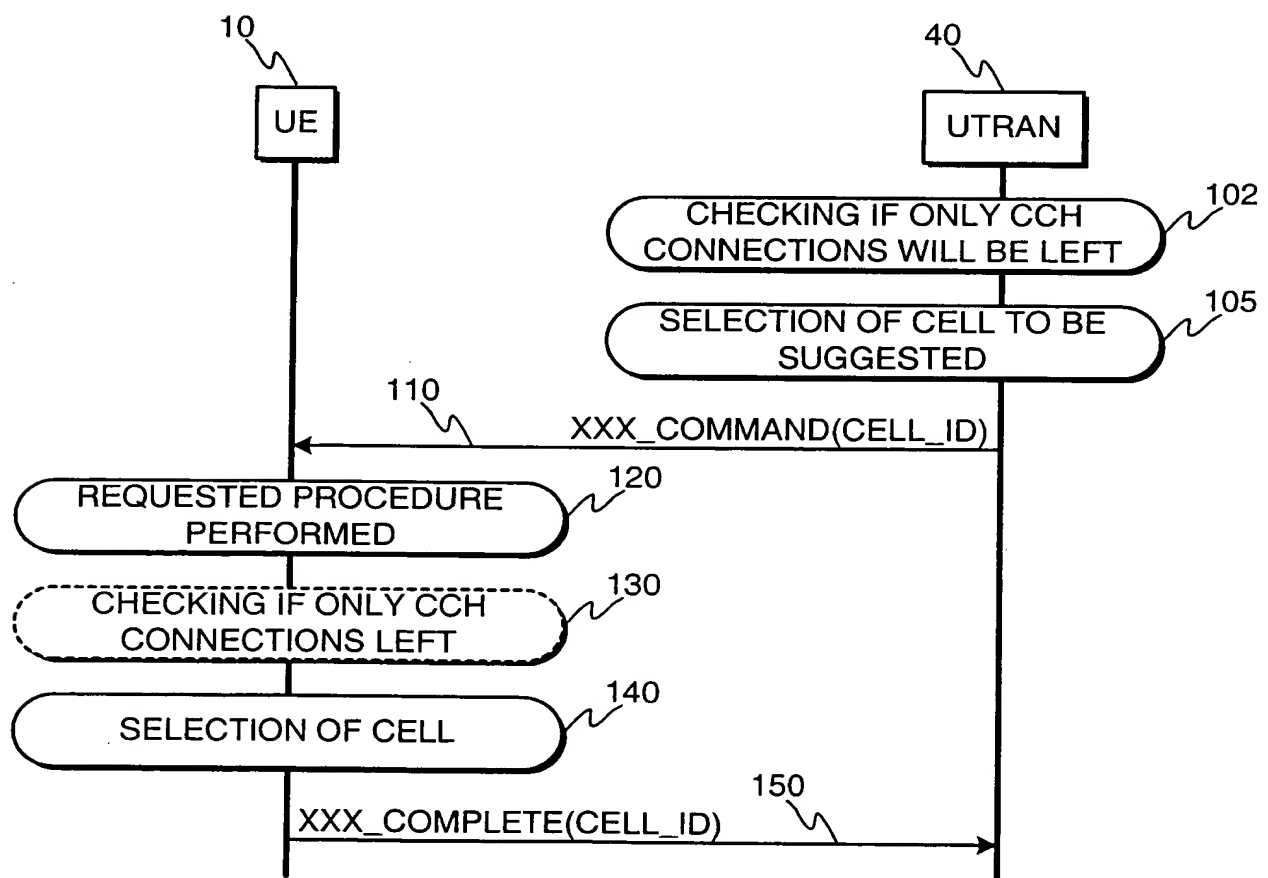 10
40
UE
UTRAN
102
CHECKING IF ONLY CCH
CONNECTIONS WILL BE LEFT
105
SELECTION OF CELL TO BE
SUGGESTED
110
XXX_COMMAND(CELL_ID)
120
REQUESTED PROCEDURE
PERFORMED
130
CHECKING IF ONLY CCH
CONNECTIONS LEFT
140
SELECTION OF CELL
150
XXX_COMPLETE(CELL_ID)